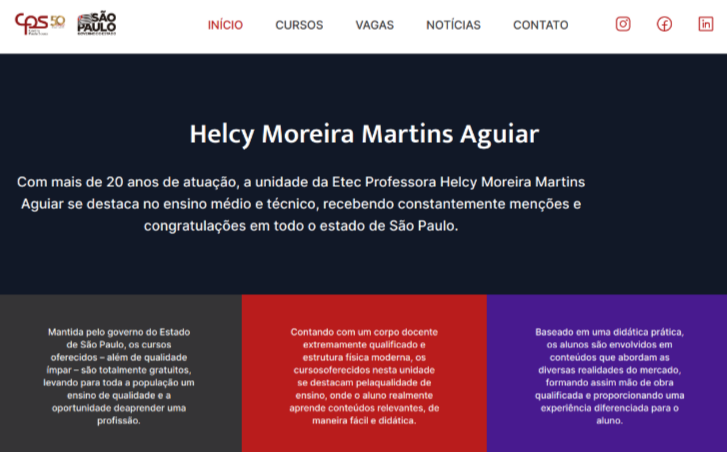 CPS 50
SÃO PAULO
INÍCIO CURSOS VAGAS NOTÍCIAS CONTATO
Helcy Moreira Martins Aguiar
Com mais de 20 anos de atuação, a unidade da Etec Professora Helcy Moreira Martins
Aguiar se destaca no ensino médio e técnico, recebendo constantemente menções e
congratulações em todo o estado de São Paulo.
Mantida pelo governo do Estado
de São Paulo, os cursos
oferecidos – além de qualidade
ímpar – são totalmente gratuitos,
levando para toda a população um
ensino de qualidade e a
oportunidade deaprender uma
profissão.
Contando com um corpo docente
extremamente qualificado e
estrutura física moderna, os
cursosoferecidos nesta unidade
se destacam pelaqualidade de
ensino, onde o aluno realmente
aprende conteúdos relevantes, de
maneira fácil e didática.
Baseado em uma didática prática,
os alunos são envolvidos em
conteúdos que abordam as
diversas realidades do mercado,
formando assim mão de obra
qualificada e proporcionando uma
experiência diferenciada para o
aluno.